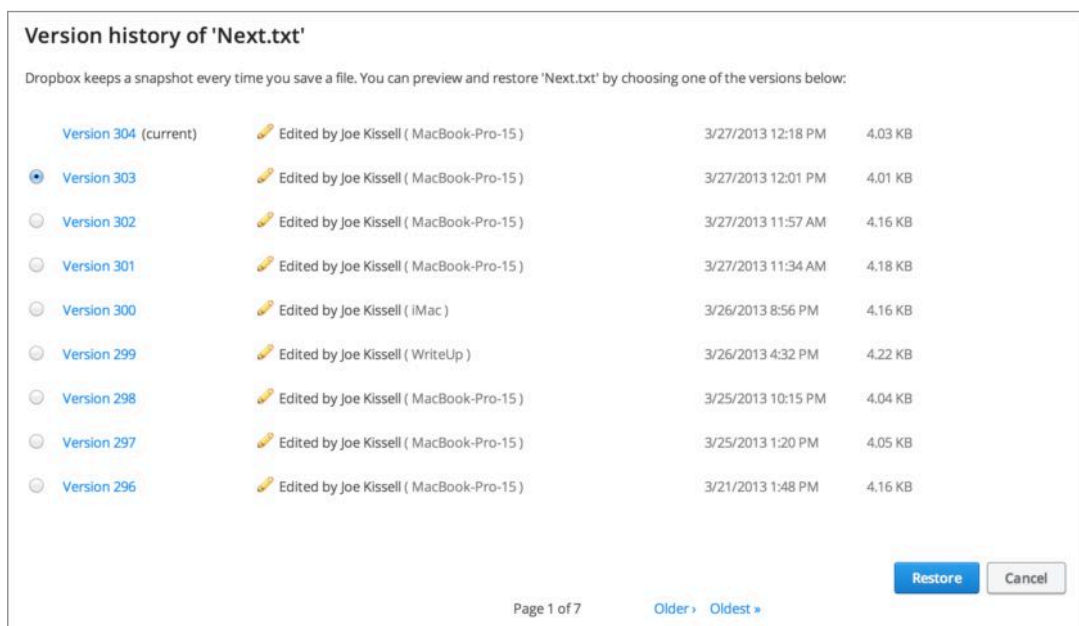 Version history of 'Next.txt'
Dropbox keeps a snapshot every time you save a file. You can preview and restore 'Next.txt' by choosing one of the versions below:
Version 304 (current) Edited by Joe Kissell ( MacBook-Pro-15 ) 3/27/2013 12:18 PM 4.03 KB
Version 303 Edited by Joe Kissell ( MacBook-Pro-15 ) 3/27/2013 12:01 PM 4.01 KB
Version 302 Edited by Joe Kissell ( MacBook-Pro-15 ) 3/27/2013 11:57 AM 4.16 KB
Version 301 Edited by Joe Kissell ( MacBook-Pro-15 ) 3/27/2013 11:34 AM 4.18 KB
Version 300 Edited by Joe Kissell ( iMac ) 3/26/2013 8:56 PM 4.16 KB
Version 299 Edited by Joe Kissell ( WriteUp ) 3/26/2013 4:32 PM 4.22 KB
Version 298 Edited by Joe Kissell ( MacBook-Pro-15 ) 3/25/2013 10:15 PM 4.04 KB
Version 297 Edited by Joe Kissell ( MacBook-Pro-15 ) 3/25/2013 1:20 PM 4.05 KB
Version 296 Edited by Joe Kissell ( MacBook-Pro-15 ) 3/21/2013 1:48 PM 4.16 KB
Restore Cancel
Page 1 of 7 Older › Oldest »